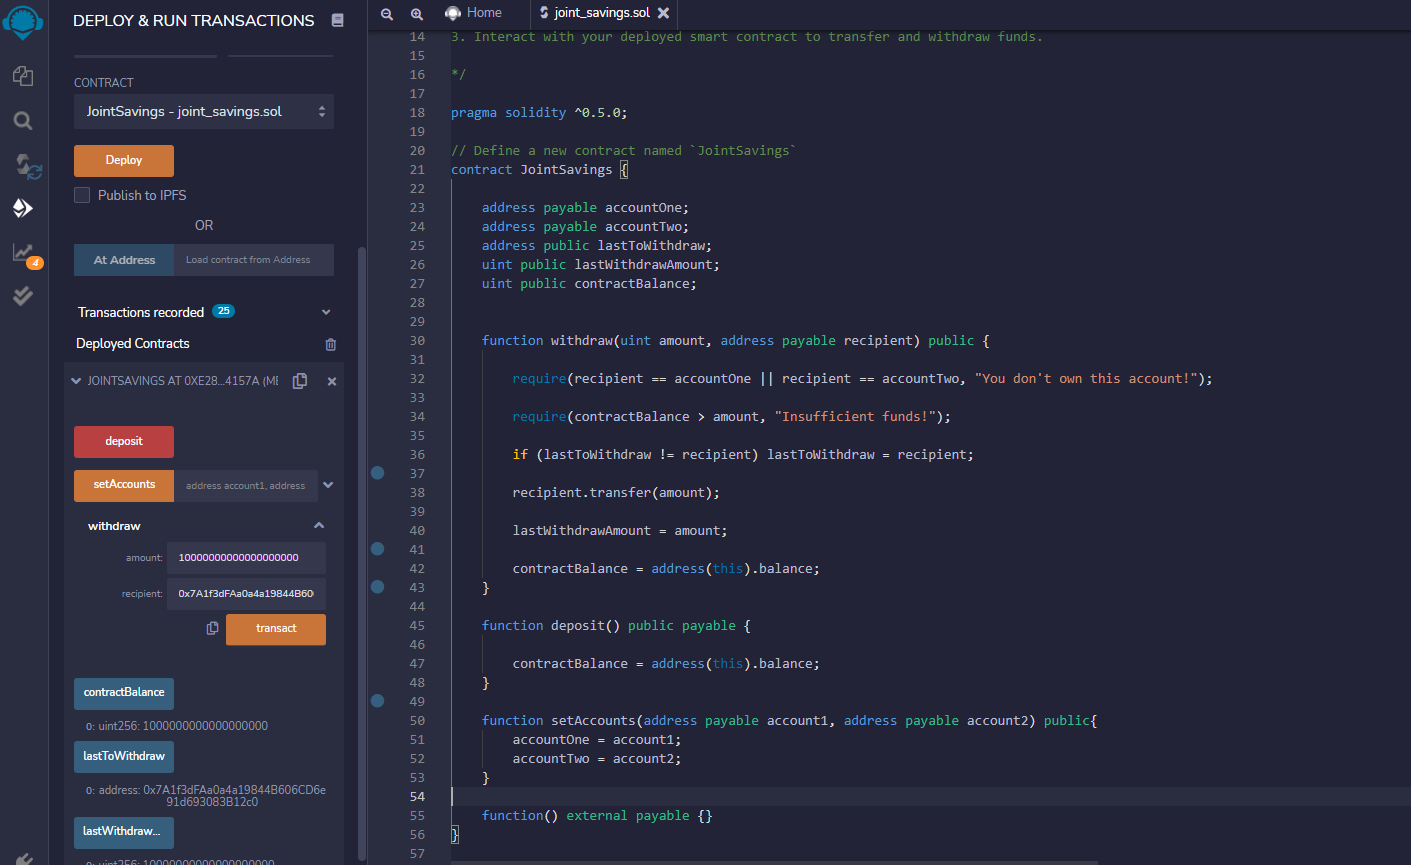 DEPLOY & RUN TRANSACTIONS
CONTRACT
JointSavings - joint_savings.sol
Deploy
Publish to IPFS
OR
At Address
Load contract from Address
Transactions recorded 25
Deployed Contracts
JOINTSAVINGS AT 0XE28...4157A (ME
deposit
setAccounts
address account1, address
withdraw
amount: 10000000000000000000
recipient: 0x7A1f3dFAa0a4a19844B60
transact
contractBalance
0: uint256: 1000000000000000000
lastToWithdraw
0: address: 0x7A1f3dFAa0a4a19844B606CD6e
91d693083B12c0
lastWithdraw...
4
Home
joint_savings.sol
14 3. Interact with your deployed smart contract to transfer and withdraw funds.
15
16 */
17
18 pragma solidity ^0.5.0;
19
20 // Define a new contract named `JointSavings`
21 contract JointSavings {
22
23 address payable accountOne;
24 address payable accountTwo;
25 address public lastToWithdraw;
26 uint public lastWithdrawAmount;
27 uint public contractBalance;
28
29
30 function withdraw(uint amount, address payable recipient) public {
31
32 require(recipient == accountOne || recipient == accountTwo, "You don't own this account!");
33
34 require(contractBalance > amount, "Insufficient funds!");
35
36 if (lastToWithdraw != recipient) lastToWithdraw = recipient;
37
38 recipient.transfer(amount);
39
40 lastWithdrawAmount = amount;
41
42 contractBalance = address(this).balance;
43 }
44
45 function deposit() public payable {
46
47 contractBalance = address(this).balance;
48 }
49
50 function setAccounts(address payable account1, address payable account2) public{
51 accountOne = account1;
52 accountTwo = account2;
53 }
54
55 function() external payable {}
56 }
57